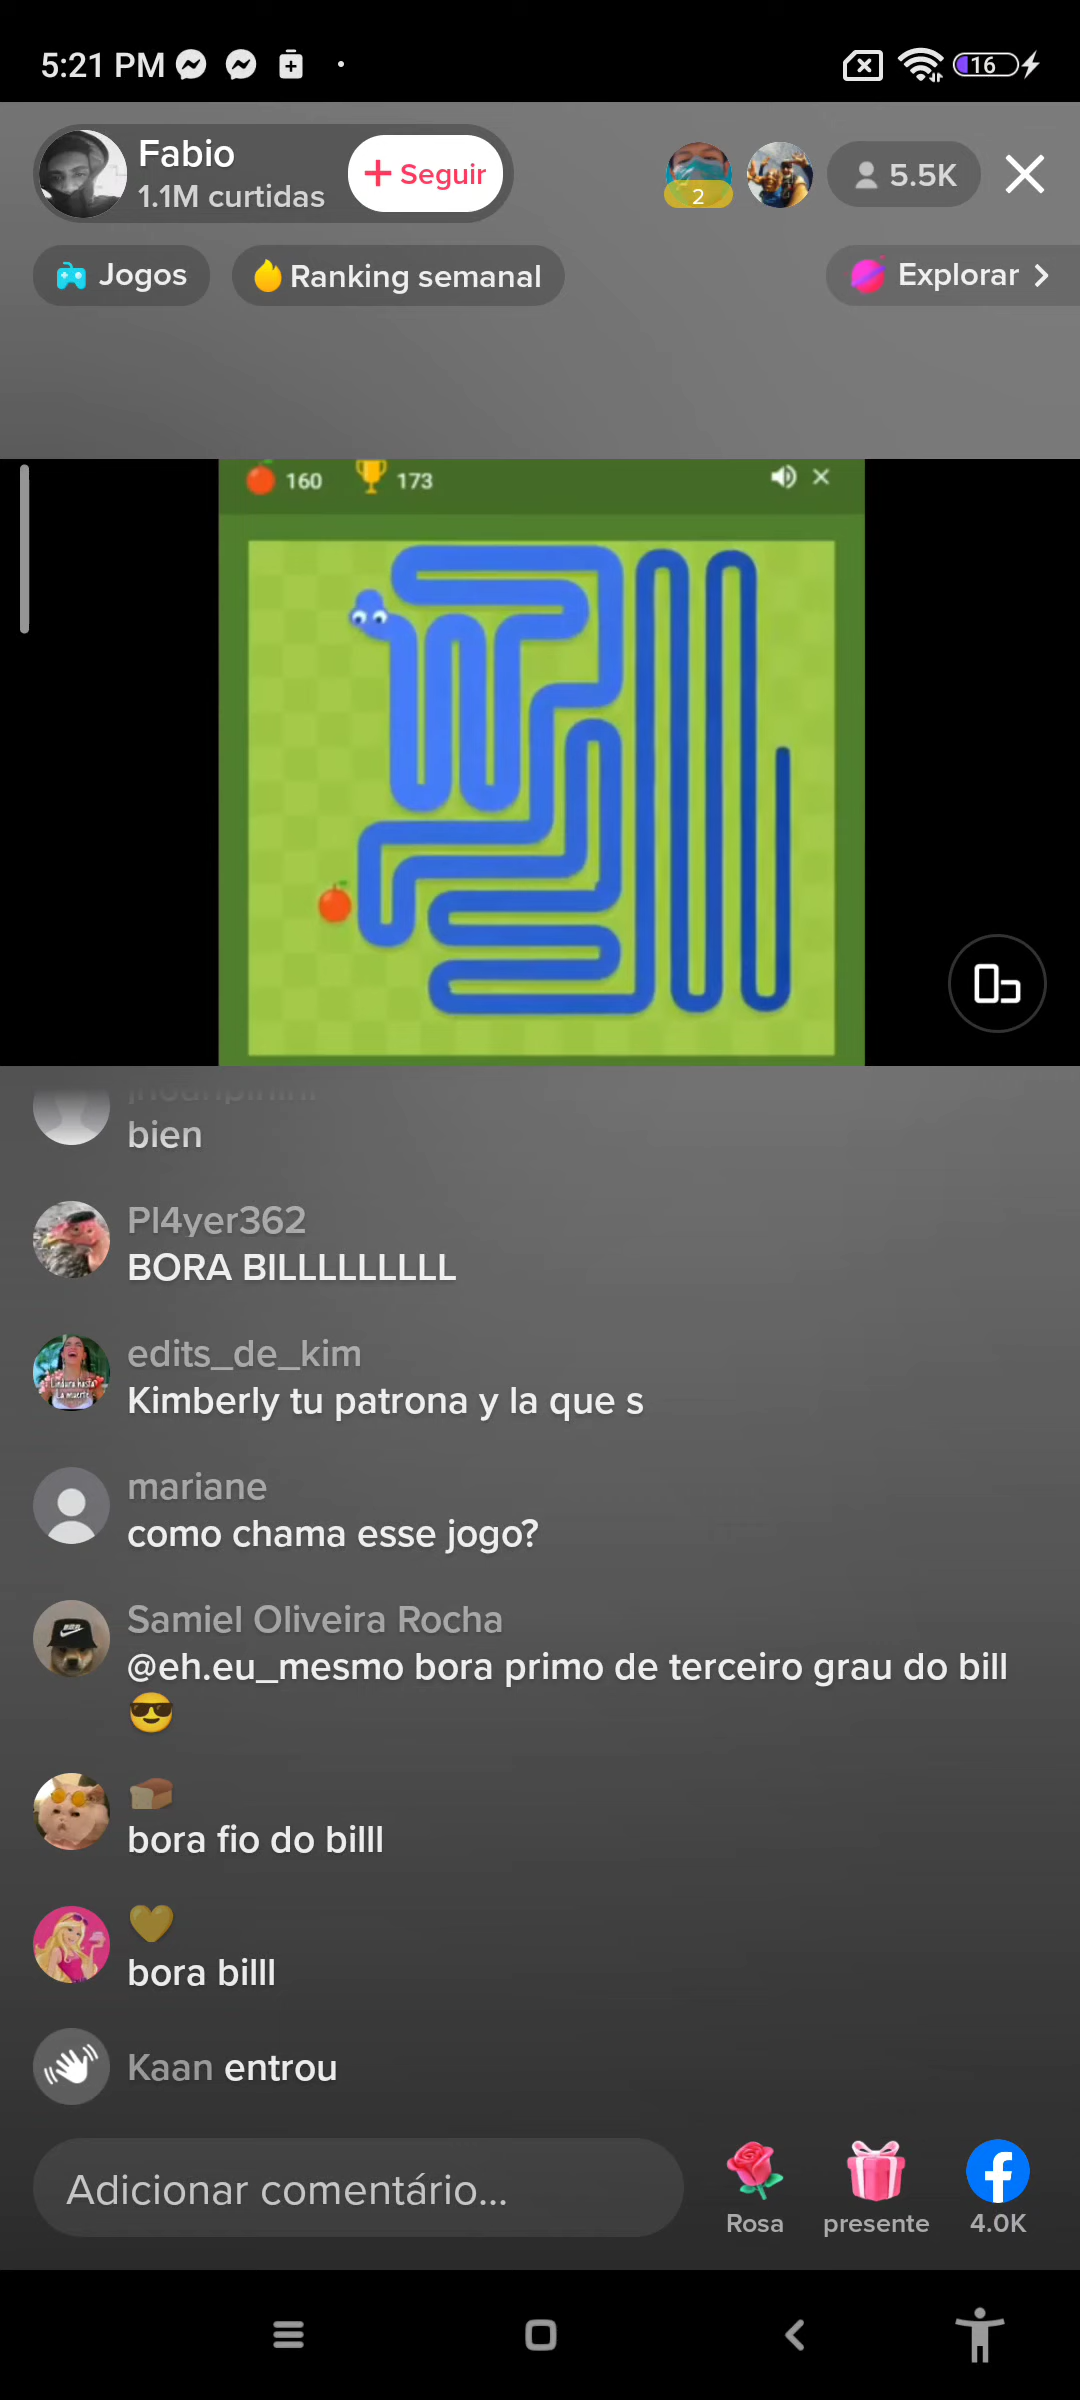 5:21 PM
16
Fabio
1.1M curtidas
Seguir
2
5.5K
Jogos
Ranking semanal
Explorar
160
173
bien
Pl4yer362
BORA BILLLLLLLLL
edits_de_kim
Kimberly tu patrona y la que s
mariane
como chama esse jogo?
Samiel Oliveira Rocha
@eh.eu_mesmo bora primo de terceiro grau do bill
😎
🍞
bora fio do billl
💛
bora billl
Kaan entrou
Adicionar comentário...
Rosa
presente
4.0K